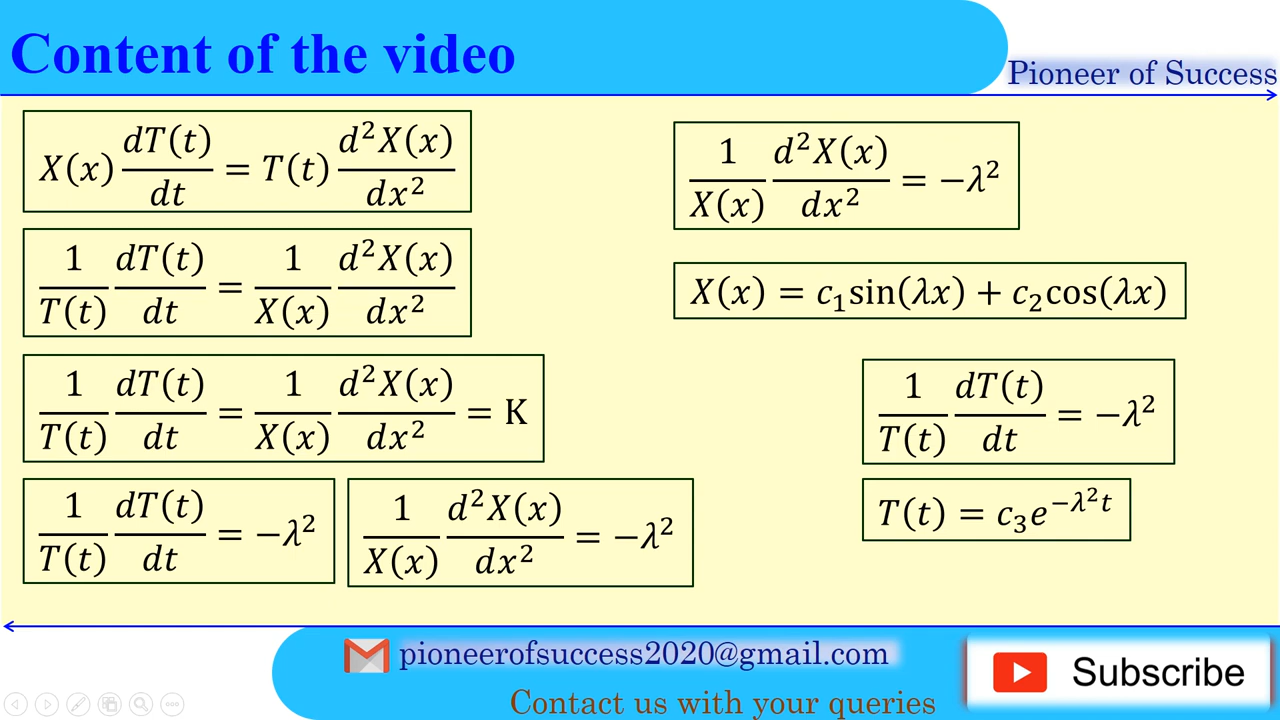 Content of the video
Pioneer of Success
X(x) dT(t)/dt = T(t) d²X(x)/dx²
1/T(t) dT(t)/dt = 1/X(x) d²X(x)/dx²
1/T(t) dT(t)/dt = 1/X(x) d²X(x)/dx² = K
1/T(t) dT(t)/dt = −λ²
1/X(x) d²X(x)/dx² = −λ²
1/X(x) d²X(x)/dx² = −λ²
X(x) = c₁sin(λx) + c₂cos(λx)
1/T(t) dT(t)/dt = −λ²
T(t) = c₃e^(−λ²t)
pioneerofsuccess2020@gmail.com
Contact us with your queries
Subscribe